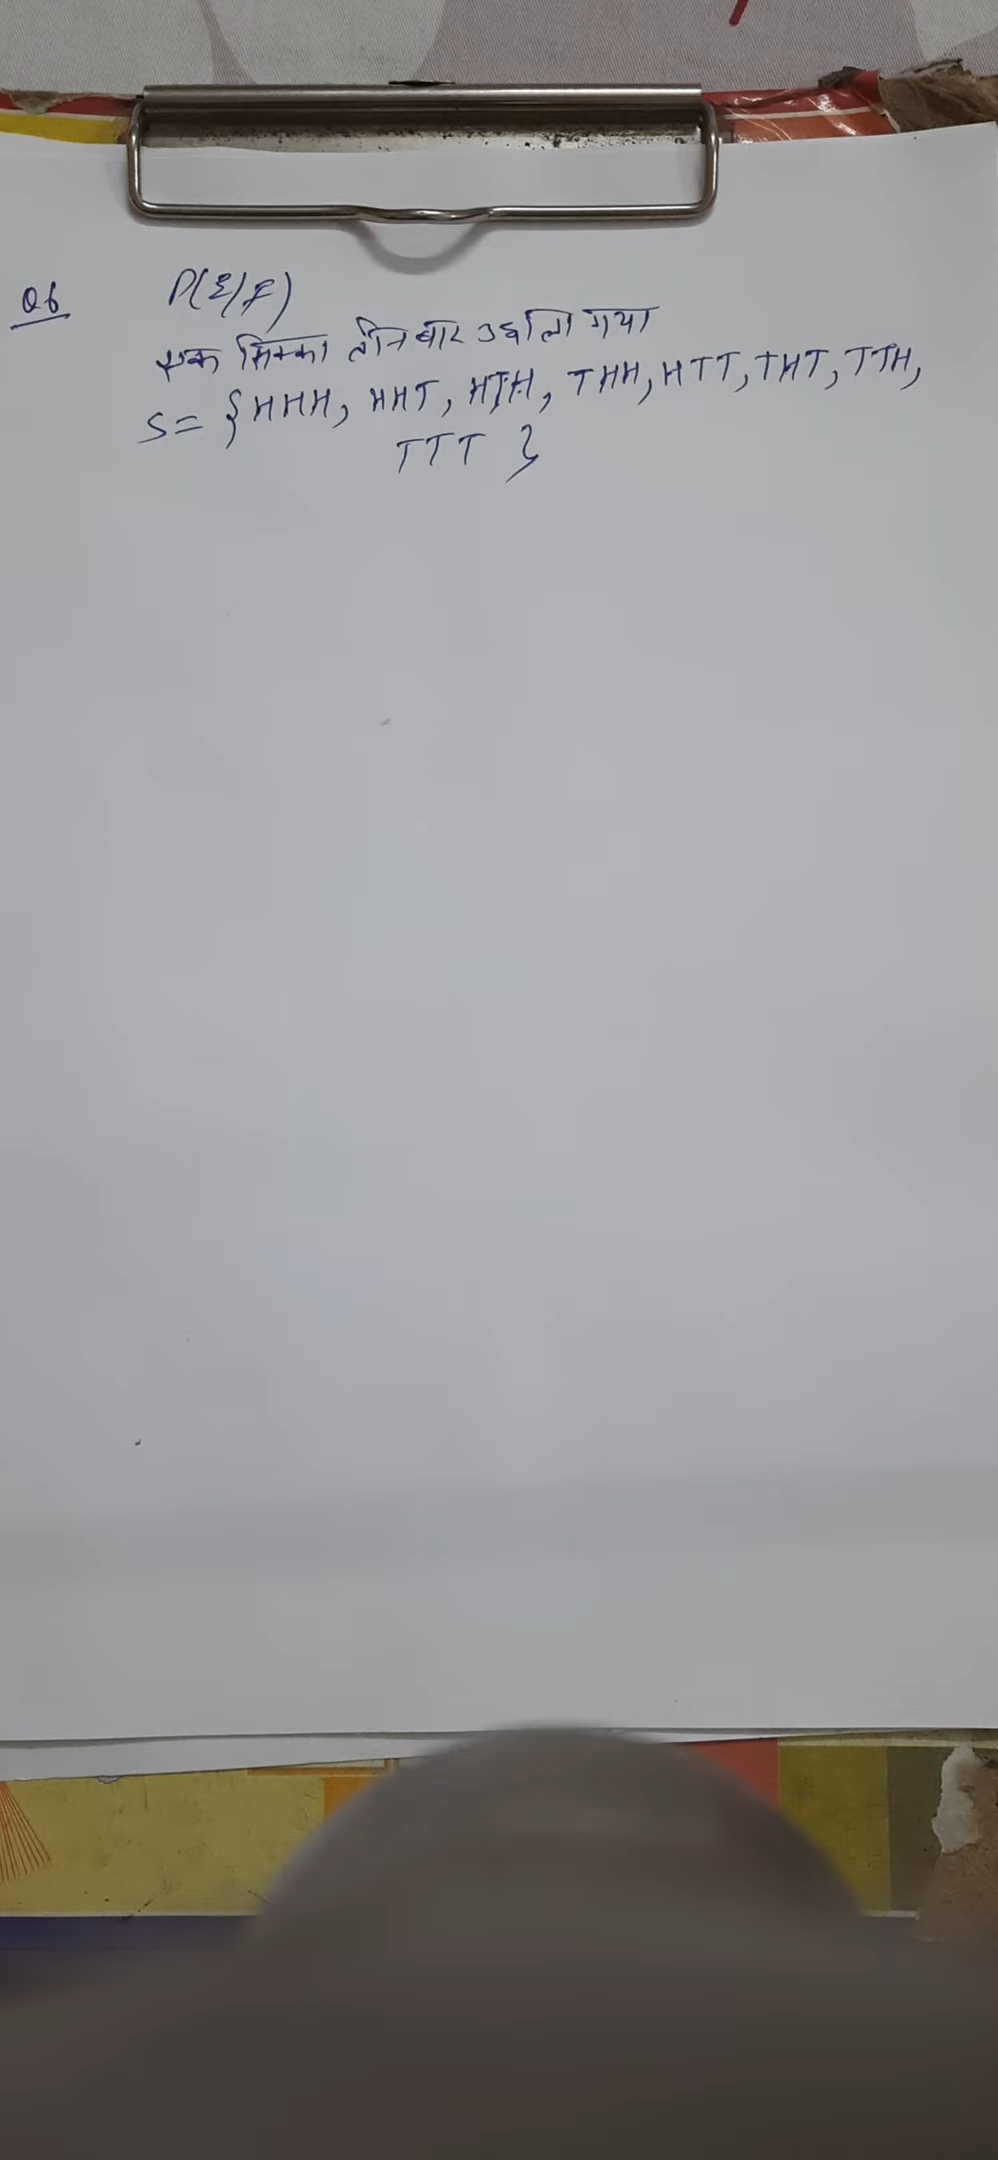 Q6 P(E/F)
एक सिक्का तीन बार उछाला गया
S = {HHH, HHT, HTH, THH, HTT, THT, TTH,
TTT }